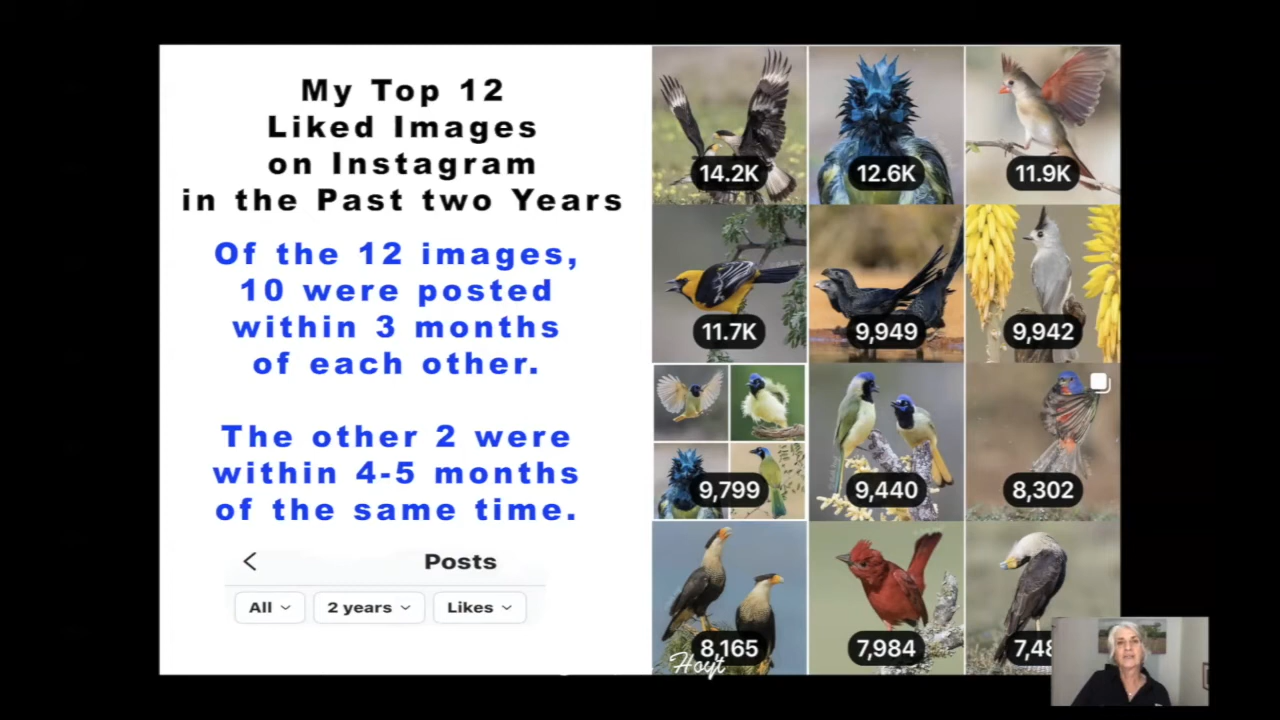 My Top 12
Liked Images
on Instagram
in the Past two Years
Of the 12 images,
10 were posted
within 3 months
of each other.
The other 2 were
within 4-5 months
of the same time.
Posts
All
2 years
Likes
14.2K
12.6K
11.9K
11.7K
9,949
9,942
9,799
9,440
8,302
8,165
7,984
Hoyt